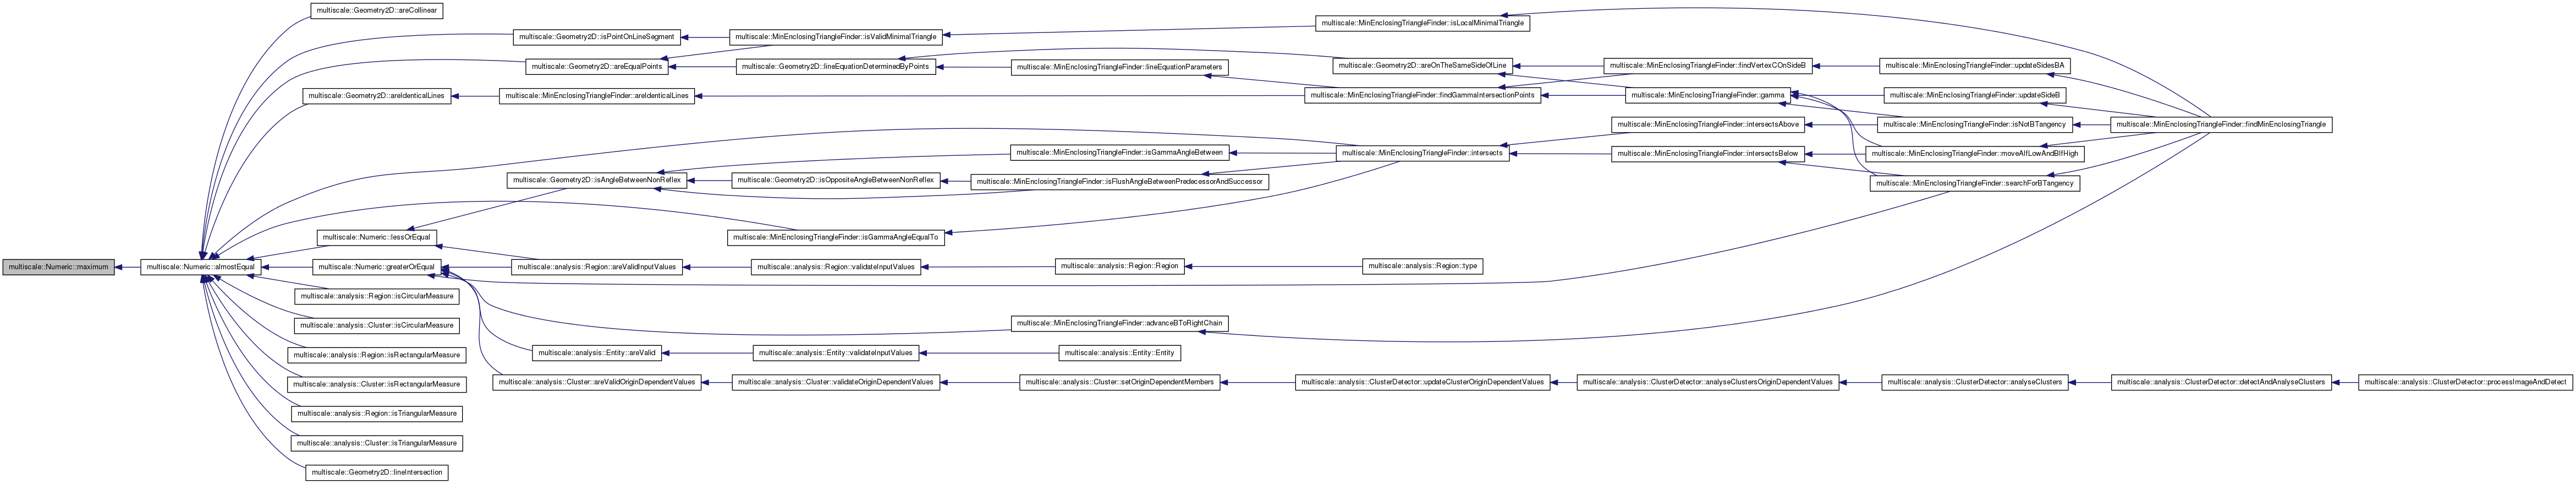 multiscale::Geometry2D::areCollinear
multiscale::MinEnclosingTriangleFinder::isLocalMinimalTriangle
multiscale::Geometry2D::isPointOnLineSegment
multiscale::MinEnclosingTriangleFinder::isValidMinimalTriangle
multiscale::Geometry2D::areEqualPoints
multiscale::Geometry2D::lineEquationDeterminedByPoints
multiscale::MinEnclosingTriangleFinder::lineEquationParameters
multiscale::Geometry2D::areOnTheSameSideOfLine
multiscale::MinEnclosingTriangleFinder::findVertexCOnSideB
multiscale::MinEnclosingTriangleFinder::updateSidesBA
multiscale::Geometry2D::areIdenticalLines
multiscale::MinEnclosingTriangleFinder::areIdenticalLines
multiscale::MinEnclosingTriangleFinder::findGammaIntersectionPoints
multiscale::MinEnclosingTriangleFinder::gamma
multiscale::MinEnclosingTriangleFinder::updateSideB
multiscale::MinEnclosingTriangleFinder::intersectsAbove
multiscale::MinEnclosingTriangleFinder::isNotBTangency
multiscale::MinEnclosingTriangleFinder::findMinEnclosingTriangle
multiscale::MinEnclosingTriangleFinder::isGammaAngleBetween
multiscale::MinEnclosingTriangleFinder::intersects
multiscale::MinEnclosingTriangleFinder::intersectsBelow
multiscale::MinEnclosingTriangleFinder::moveAIfLowAndBIfHigh
multiscale::Geometry2D::isAngleBetweenNonReflex
multiscale::Geometry2D::isOppositeAngleBetweenNonReflex
multiscale::MinEnclosingTriangleFinder::isFlushAngleBetweenPredecessorAndSuccessor
multiscale::MinEnclosingTriangleFinder::searchForBTangency
multiscale::Numeric::lessOrEqual
multiscale::MinEnclosingTriangleFinder::isGammaAngleEqualTo
multiscale::Numeric::maximum
multiscale::Numeric::almostEqual
multiscale::Numeric::greaterOrEqual
multiscale::analysis::Region::areValidInputValues
multiscale::analysis::Region::validateInputValues
multiscale::analysis::Region::Region
multiscale::analysis::Region::type
multiscale::analysis::Region::isCircularMeasure
multiscale::analysis::Cluster::isCircularMeasure
multiscale::MinEnclosingTriangleFinder::advanceBToRightChain
multiscale::analysis::Region::isRectangularMeasure
multiscale::analysis::Entity::areValid
multiscale::analysis::Entity::validateInputValues
multiscale::analysis::Entity::Entity
multiscale::analysis::Cluster::isRectangularMeasure
multiscale::analysis::Cluster::areValidOriginDependentValues
multiscale::analysis::Cluster::validateOriginDependentValues
multiscale::analysis::Cluster::setOriginDependentMembers
multiscale::analysis::ClusterDetector::updateClusterOriginDependentValues
multiscale::analysis::ClusterDetector::analyseClustersOriginDependentValues
multiscale::analysis::ClusterDetector::analyseClusters
multiscale::analysis::ClusterDetector::detectAndAnalyseClusters
multiscale::analysis::ClusterDetector::processImageAndDetect
multiscale::analysis::Region::isTriangularMeasure
multiscale::analysis::Cluster::isTriangularMeasure
multiscale::Geometry2D::lineIntersection